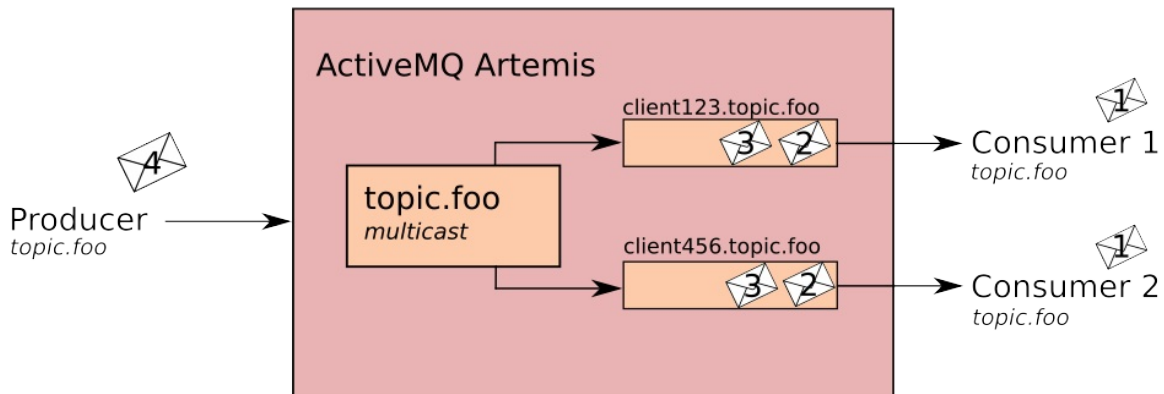 ActiveMQ Artemis
client123.topic.foo
3
2
1
Consumer 1
topic.foo
4
Producer
topic.foo
topic.foo
multicast
client456.topic.foo
3
2
1
Consumer 2
topic.foo